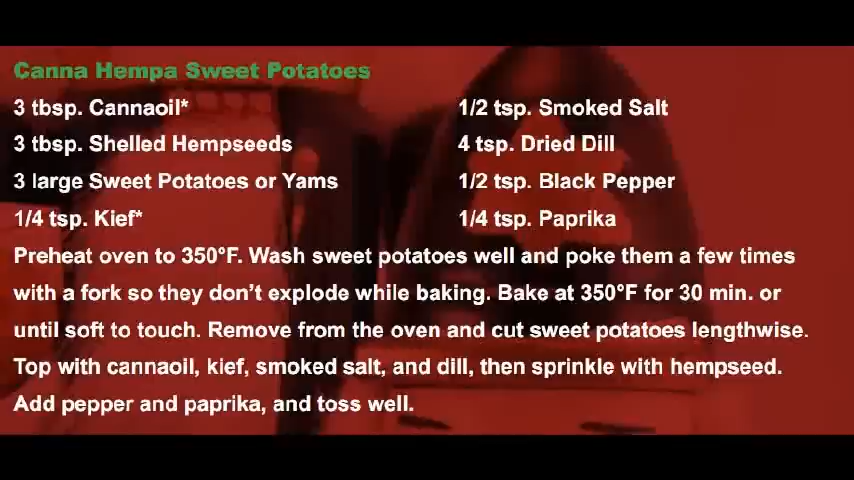 Canna Hempa Sweet Potatoes
3 tbsp. Cannaoil*
3 tbsp. Shelled Hempseeds
3 large Sweet Potatoes or Yams
1/4 tsp. Kief*
1/2 tsp. Smoked Salt
4 tsp. Dried Dill
1/2 tsp. Black Pepper
1/4 tsp. Paprika
Preheat oven to 350°F. Wash sweet potatoes well and poke them a few times
with a fork so they don’t explode while baking. Bake at 350°F for 30 min. or
until soft to touch. Remove from the oven and cut sweet potatoes lengthwise.
Top with cannaoil, kief, smoked salt, and dill, then sprinkle with hempseed.
Add pepper and paprika, and toss well.